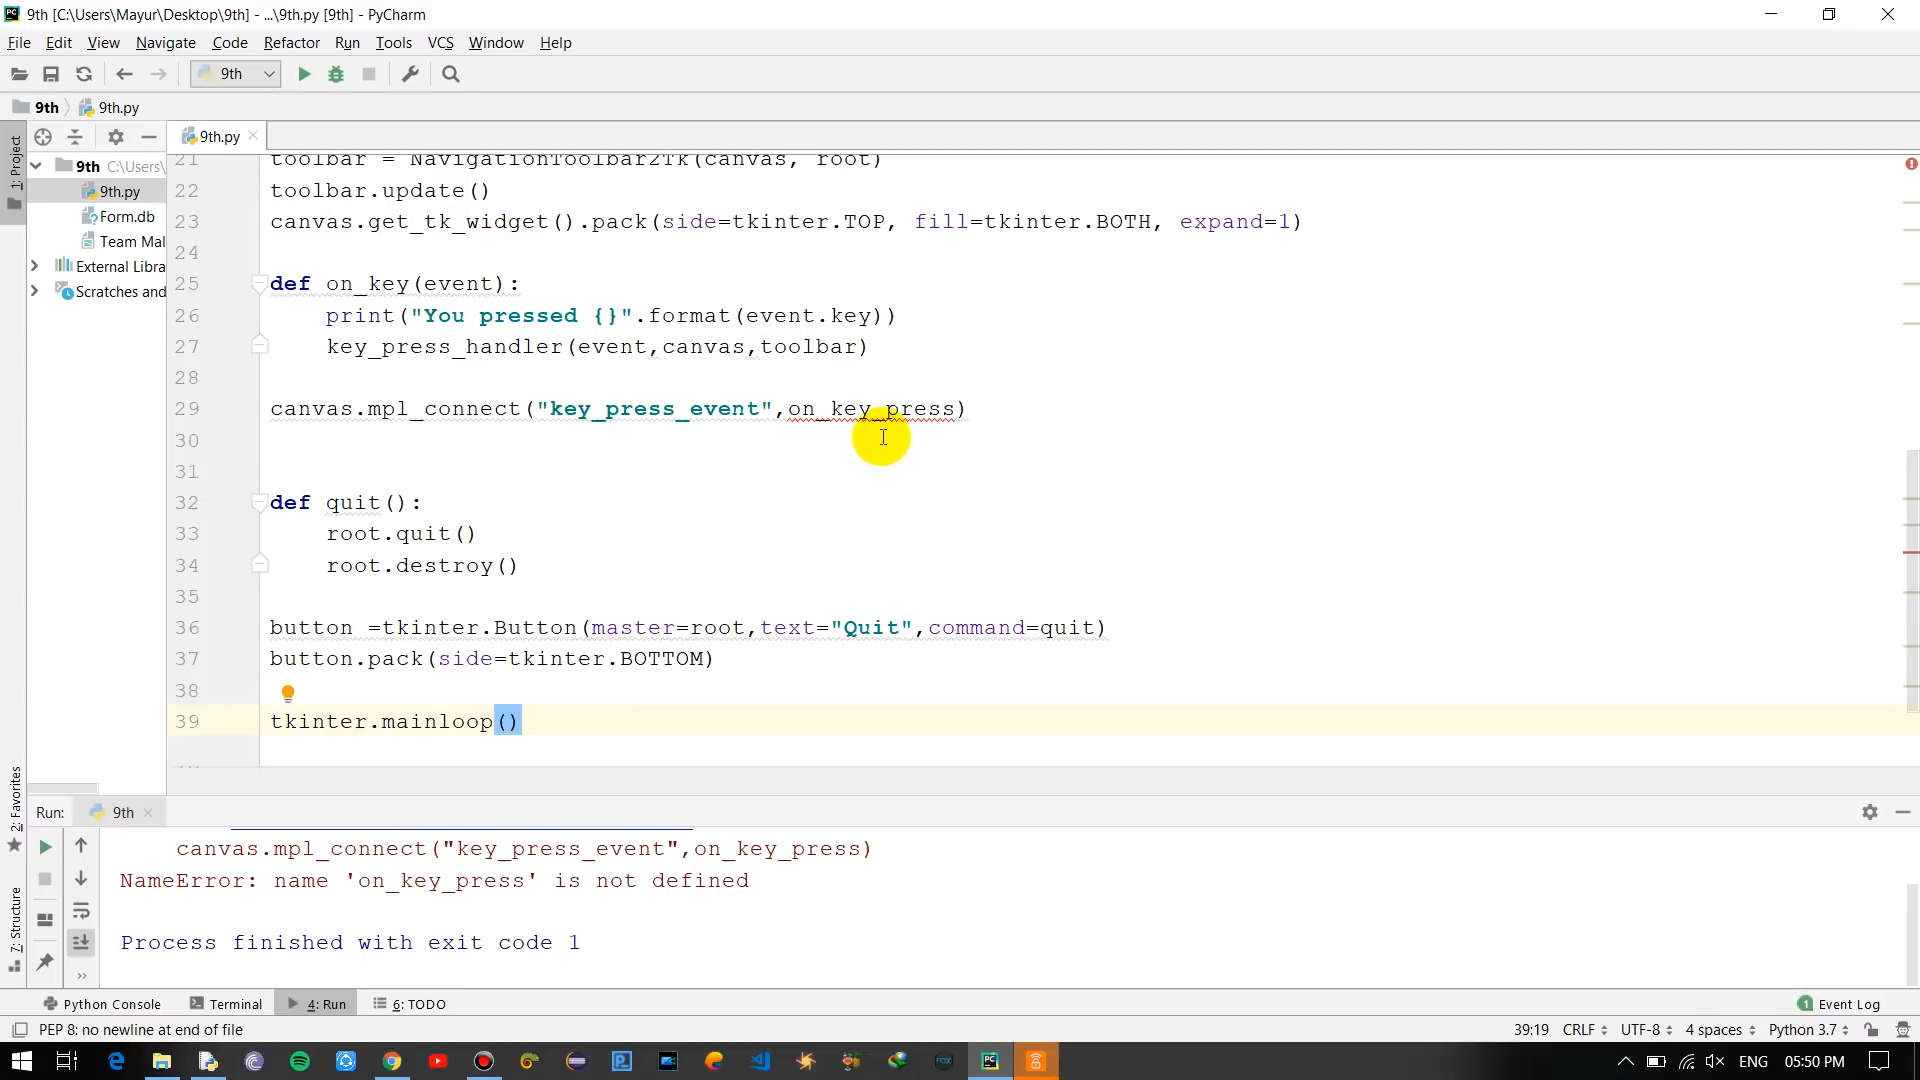 9th [C:\Users\Mayur\Desktop\9th] - ...\9th.py [9th] - PyCharm
File Edit View Navigate Code Refactor Run Tools VCS Window Help
9th
9th 9th.py
1: Project
9th.py
9th C:\Users\
9th.py
Form.db
Team Mal
External Libra
Scratches and
21 toolbar = NavigationToolbar2Tk(canvas, root)
22 toolbar.update()
23 canvas.get_tk_widget().pack(side=tkinter.TOP, fill=tkinter.BOTH, expand=1)
24
25 def on_key(event):
26 print("You pressed {}".format(event.key))
27 key_press_handler(event,canvas,toolbar)
28
29 canvas.mpl_connect("key_press_event",on_key_press)
30
31
32 def quit():
33 root.quit()
34 root.destroy()
35
36 button =tkinter.Button(master=root,text="Quit",command=quit)
37 button.pack(side=tkinter.BOTTOM)
38
39 tkinter.mainloop()
2: Favorites
7: Structure
Run: 9th
canvas.mpl_connect("key_press_event",on_key_press)
NameError: name 'on_key_press' is not defined
Process finished with exit code 1
Python Console Terminal 4: Run 6: TODO 1 Event Log
PEP 8: no newline at end of file 39:19 CRLF UTF-8 4 spaces Python 3.7
ENG 05:50 PM